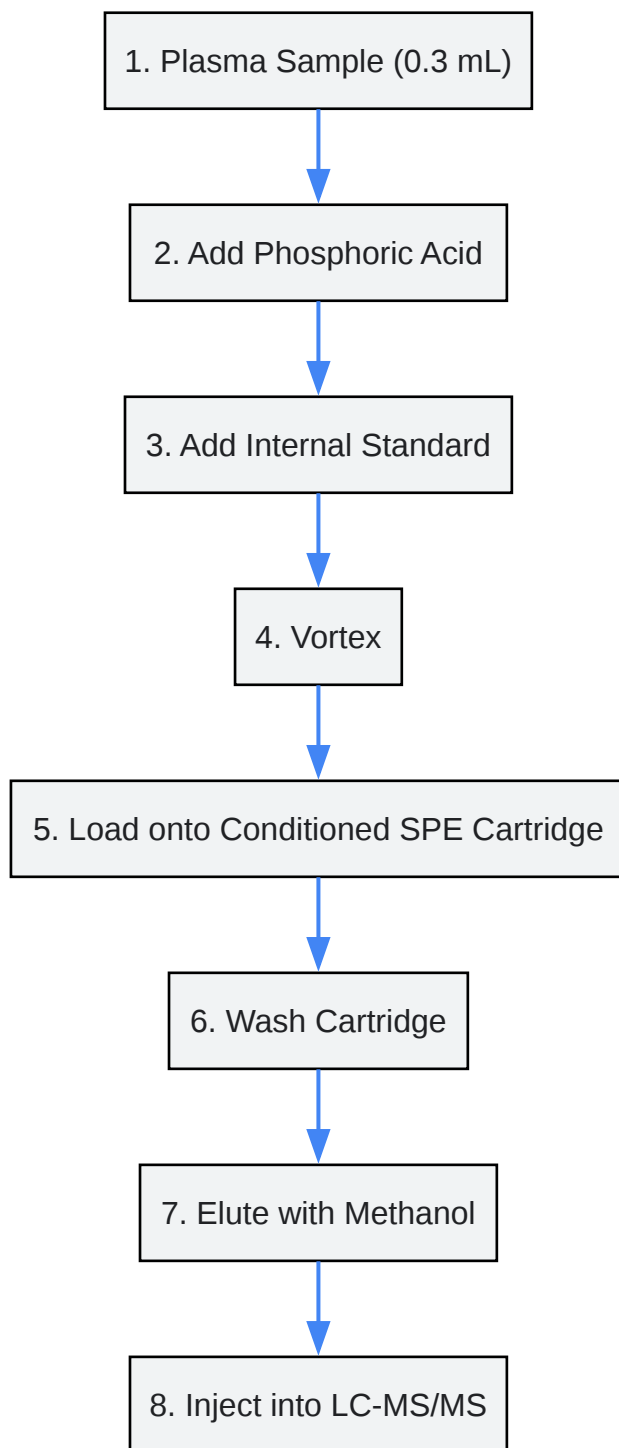 1. Plasma Sample (0.3 mL)
2. Add Phosphoric Acid
3. Add Internal Standard
4. Vortex
5. Load onto Conditioned SPE Cartridge
6. Wash Cartridge
7. Elute with Methanol
8. Inject into LC-MS/MS